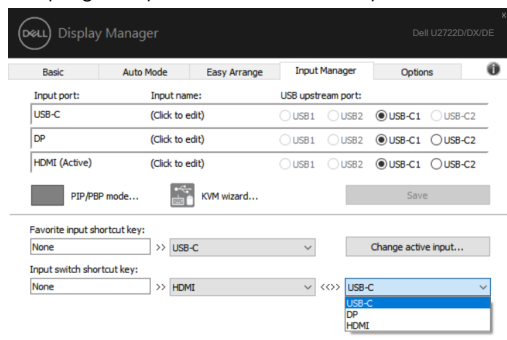 DELL Display Manager
x
Dell U2722D/DX/DE
Basic Auto Mode Easy Arrange Input Manager Options
Input port: Input name: USB upstream port:
USB-C (Click to edit) USB1 USB2 USB-C1 USB-C2
DP (Click to edit) USB1 USB2 USB-C1 USB-C2
HDMI (Active) (Click to edit) USB1 USB2 USB-C1 USB-C2
PIP/PBP mode... KVM wizard... Save
Favorite input shortcut key:
None >> USB-C Change active input...
Input switch shortcut key:
None >> HDMI <<>> USB-C
USB-C
DP
HDMI